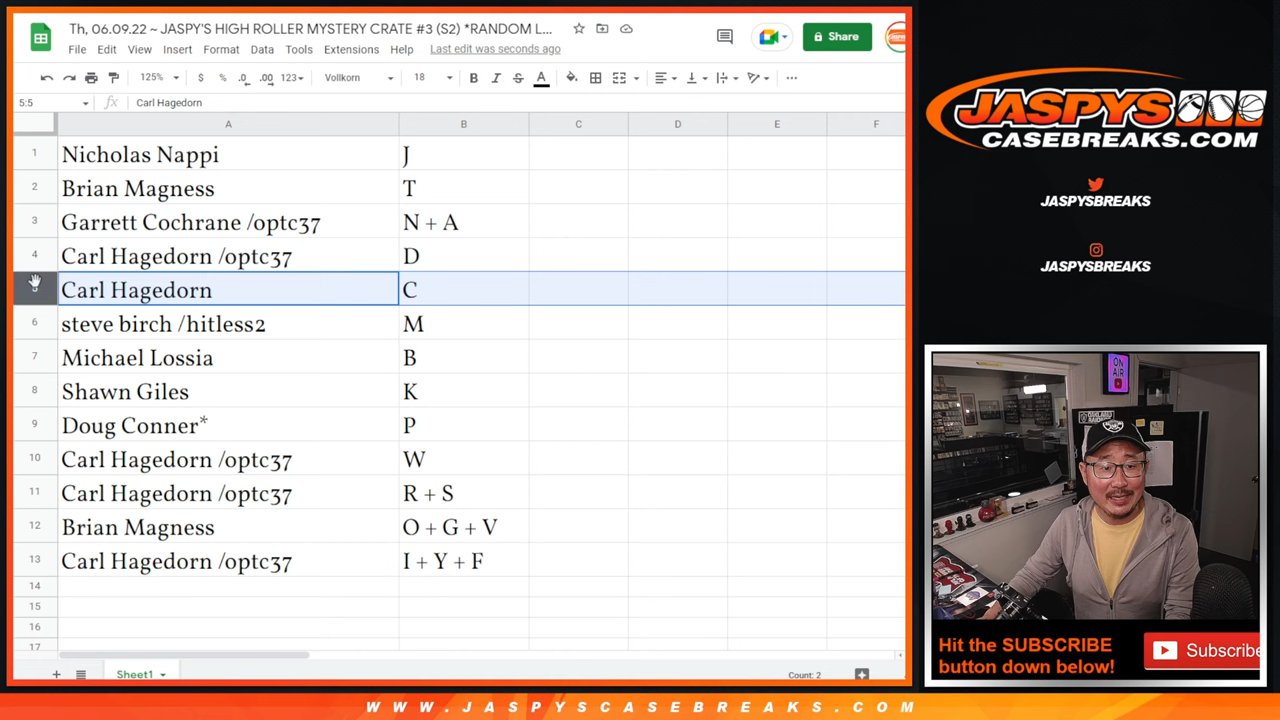 Th, 06.09.22 ~ JASPY'S HIGH ROLLER MYSTERY CRATE #3 (S2) *RANDOM L...
File Edit View Insert Format Data Tools Extensions Help Last edit was seconds ago
Share
125% $ % .0 .00 123 Vollkorn 18 B I S A
5:5 fx Carl Hagedorn
A B C D E F
1 Nicholas Nappi J
2 Brian Magness T
3 Garrett Cochrane /optc37 N + A
4 Carl Hagedorn /optc37 D
5 Carl Hagedorn C
6 steve birch /hitless2 M
7 Michael Lossia B
8 Shawn Giles K
9 Doug Conner* P
10 Carl Hagedorn /optc37 W
11 Carl Hagedorn /optc37 R + S
12 Brian Magness O + G + V
13 Carl Hagedorn /optc37 I + Y + F
14
15
16
17
Sheet1 Count: 2
JASPYS
CASEBREAKS.COM
JASPYSBREAKS
JASPYSBREAKS
ON
AIR
Hit the SUBSCRIBE
button down below!
Subscribe
WWW.JASPYSCASEBREAKS.COM